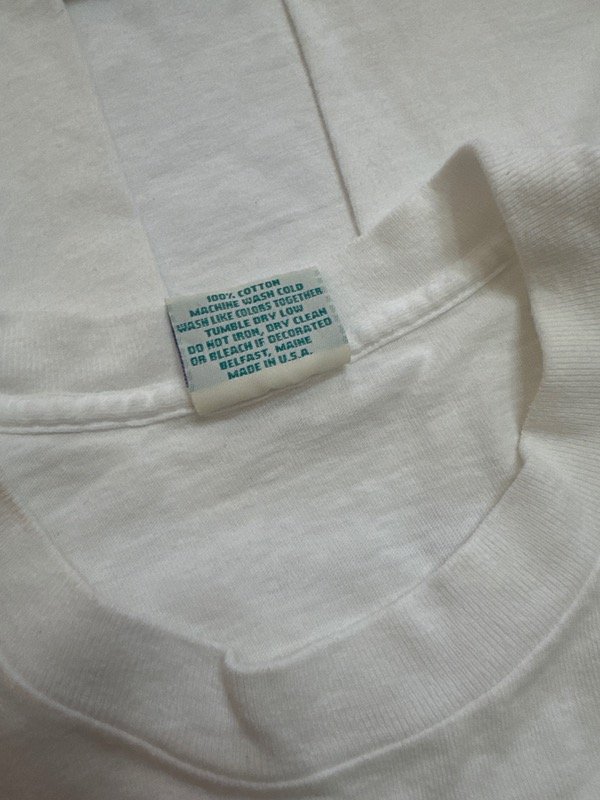 100% COTTON
MACHINE WASH COLD
WASH LIKE COLORS TOGETHER
TUMBLE DRY LOW
DO NOT IRON, DRY CLEAN
OR BLEACH IF DECORATED
BELFAST, MAINE
MADE IN U.S.A.